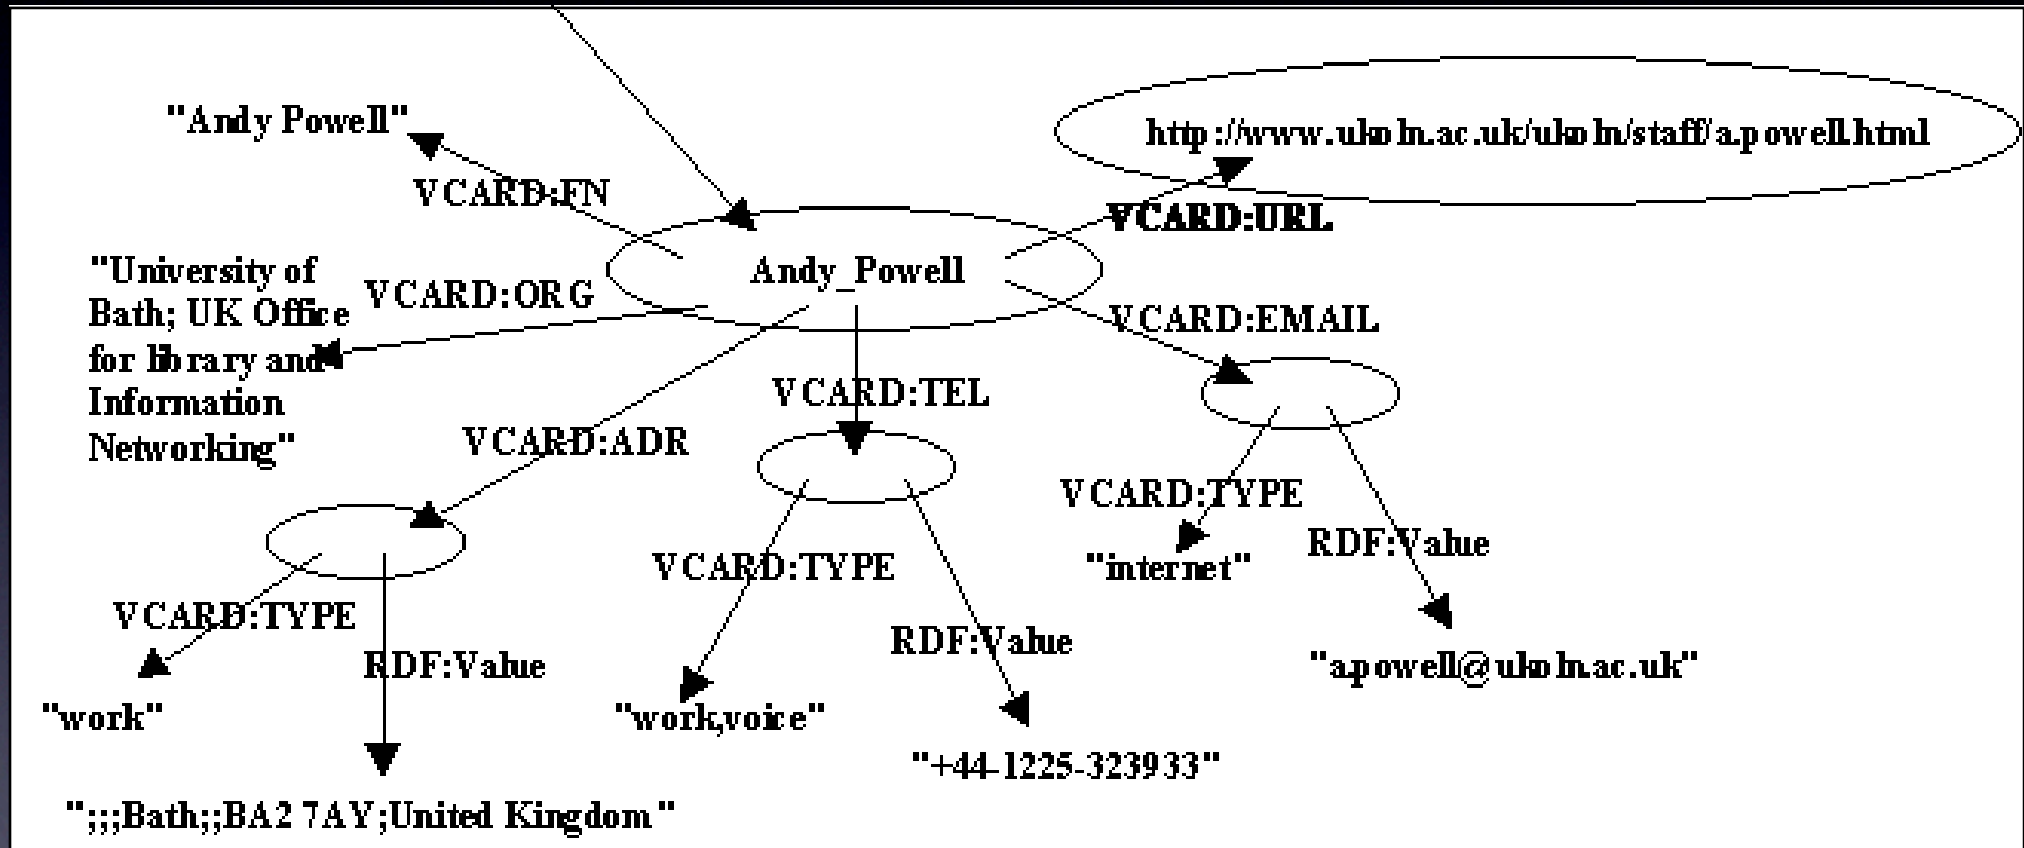 "Andy Powell"
http://www.ukoln.ac.uk/ukoln/staff/a.powell.html
VCARD:FN
VCARD:URL
Andy_Powell
"University of
Bath; UK Office
for library and
Information
Networking"
VCARD:ORG
VCARD:EMAIL
VCARD:TEL
VCARD:ADR
VCARD:TYPE
RDF:Value
"internet"
VCARD:TYPE
VCARD:TYPE
RDF:Value
RDF:Value
"a.powell@ukoln.ac.uk"
"work"
"work,voice"
"+44-1225-323933"
";;;Bath;;BA2 7AY;United Kingdom"